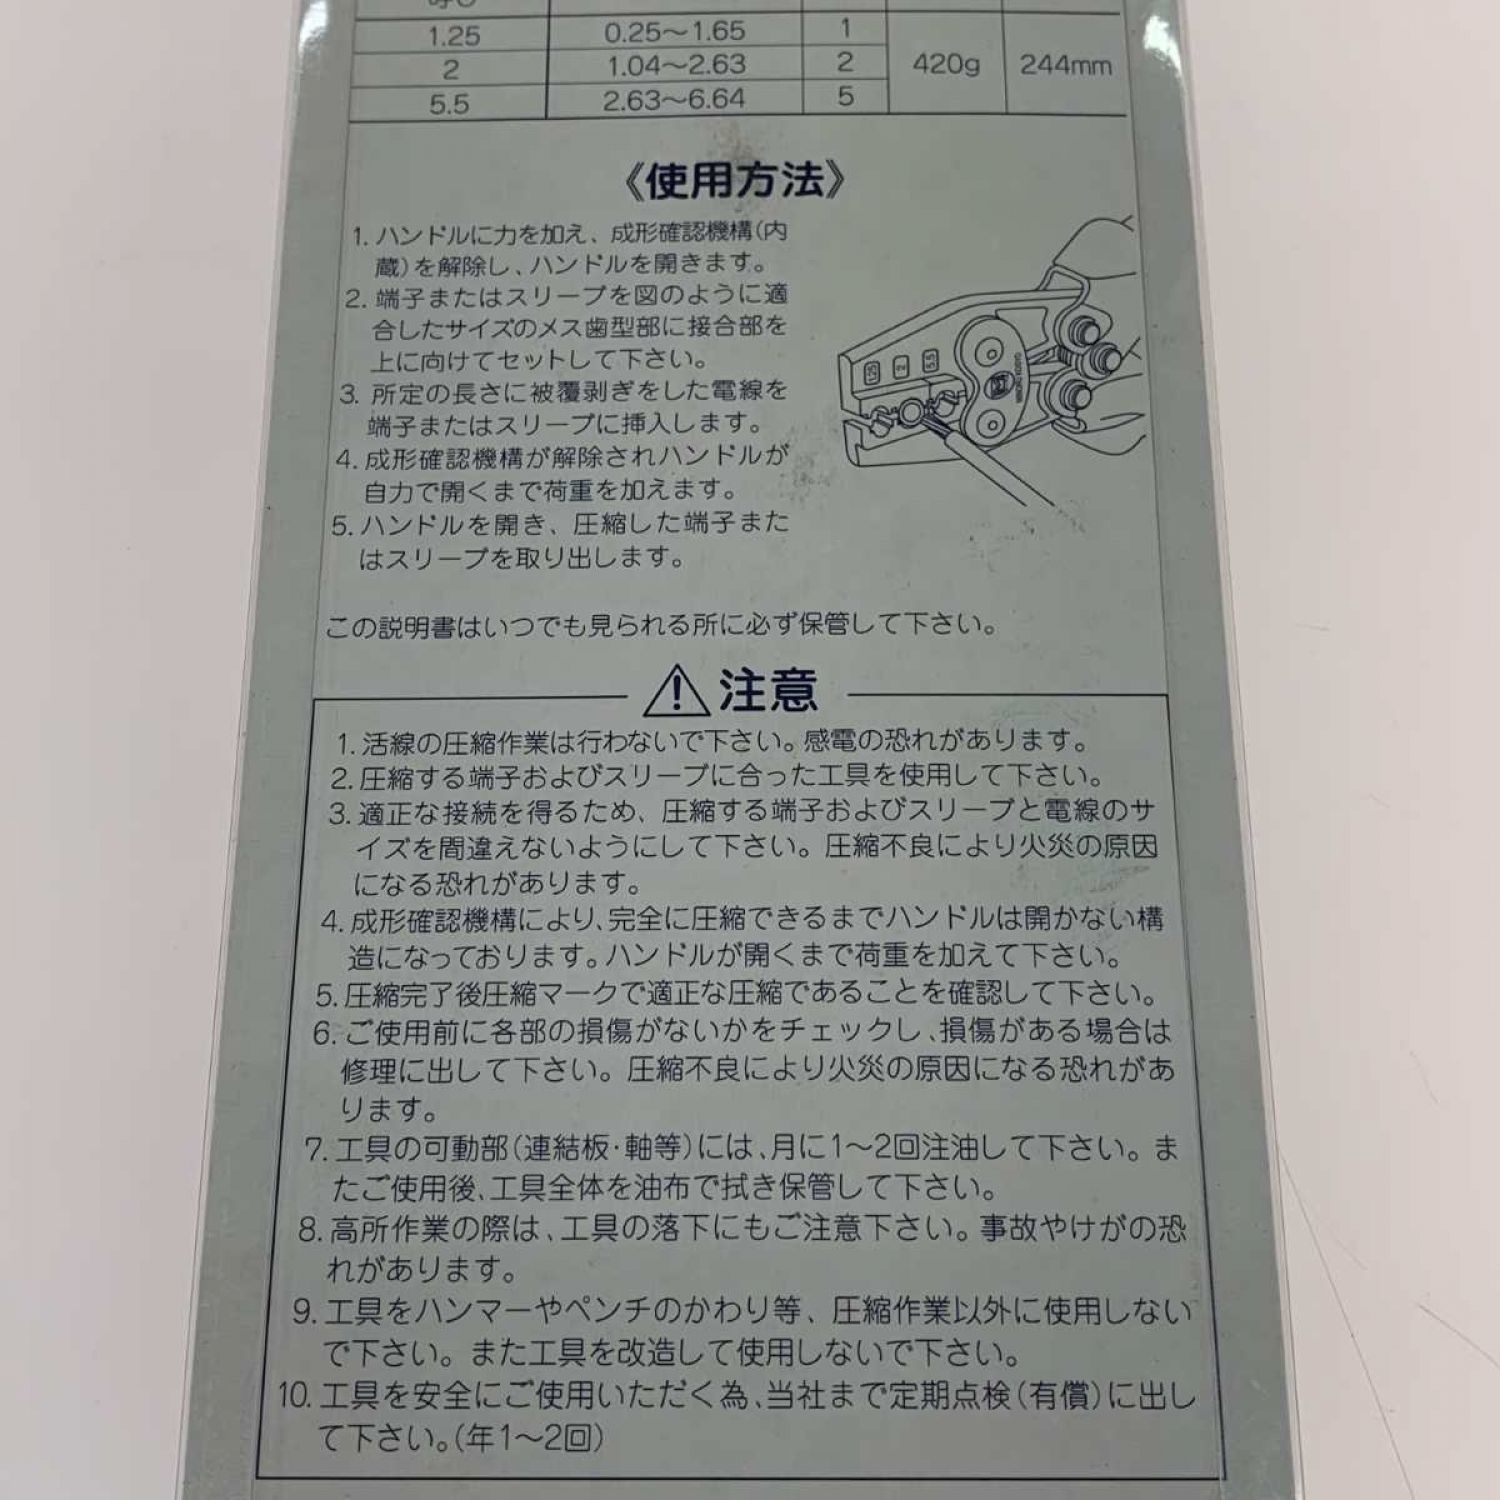 呼び
1.25 0.25〜1.65 1
2 1.04〜2.63 2 420g 244mm
5.5 2.63〜6.64 5
《使用方法》
1. ハンドルに力を加え、成形確認機構(内
蔵)を解除し、ハンドルを開きます。
2. 端子またはスリーブを図のように適
合したサイズのメス歯型部に接合部を
上に向けてセットして下さい。
3. 所定の長さに被覆剥ぎをした電線を
端子またはスリーブに挿入します。
4. 成形確認機構が解除されハンドルが
自力で開くまで荷重を加えます。
5. ハンドルを開き、圧縮した端子また
はスリーブを取り出します。
1.25 2 5.5
この説明書はいつでも見られる所に必ず保管して下さい。
注意
1. 活線の圧縮作業は行わないで下さい。感電の恐れがあります。
2. 圧縮する端子およびスリーブに合った工具を使用して下さい。
3. 適正な接続を得るため、圧縮する端子およびスリーブと電線のサ
イズを間違えないようにして下さい。圧縮不良により火災の原因
になる恐れがあります。
4. 成形確認機構により、完全に圧縮できるまでハンドルは開かない構
造になっております。ハンドルが開くまで荷重を加えて下さい。
5. 圧縮完了後圧縮マークで適正な圧縮であることを確認して下さい。
6. ご使用前に各部の損傷がないかをチェックし、損傷がある場合は
修理に出して下さい。圧縮不良により火災の原因になる恐れがあ
ります。
7. 工具の可動部(連結板・軸等)には、月に1〜2回注油して下さい。ま
たご使用後、工具全体を油布で拭き保管して下さい。
8. 高所作業の際は、工具の落下にもご注意下さい。事故やけがの恐
れがあります。
9. 工具をハンマーやペンチのかわり等、圧縮作業以外に使用しない
で下さい。また工具を改造して使用しないで下さい。
10. 工具を安全にご使用いただく為、当社まで定期点検(有償)に出し
て下さい。(年1〜2回)